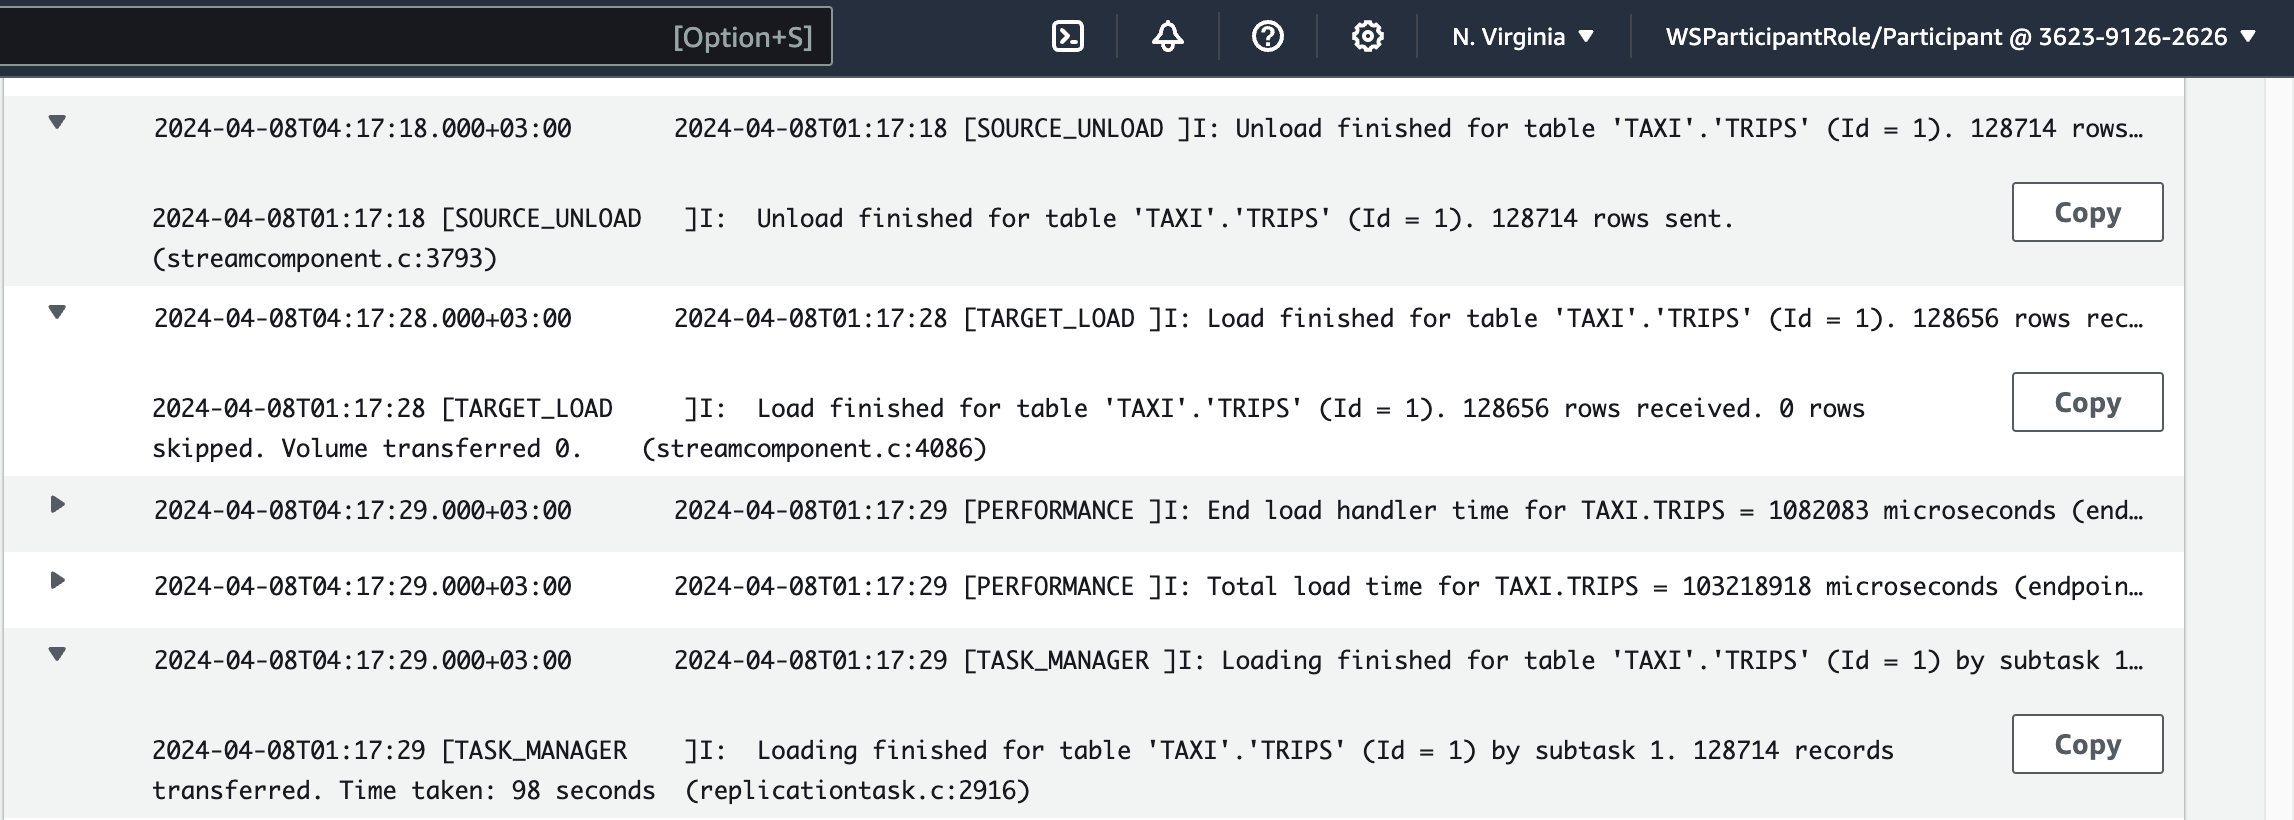 [Option+S]
N. Virginia
WSParticipantRole/Participant @ 3623-9126-2626
2024-04-08T04:17:18.000+03:00 2024-04-08T01:17:18 [SOURCE_UNLOAD ]I: Unload finished for table 'TAXI'.'TRIPS' (Id = 1). 128714 rows…
2024-04-08T01:17:18 [SOURCE_UNLOAD ]I: Unload finished for table 'TAXI'.'TRIPS' (Id = 1). 128714 rows sent.
(streamcomponent.c:3793)
Copy
2024-04-08T04:17:28.000+03:00 2024-04-08T01:17:28 [TARGET_LOAD ]I: Load finished for table 'TAXI'.'TRIPS' (Id = 1). 128656 rows rec…
2024-04-08T01:17:28 [TARGET_LOAD ]I: Load finished for table 'TAXI'.'TRIPS' (Id = 1). 128656 rows received. 0 rows
skipped. Volume transferred 0. (streamcomponent.c:4086)
Copy
2024-04-08T04:17:29.000+03:00 2024-04-08T01:17:29 [PERFORMANCE ]I: End load handler time for TAXI.TRIPS = 1082083 microseconds (end…
2024-04-08T04:17:29.000+03:00 2024-04-08T01:17:29 [PERFORMANCE ]I: Total load time for TAXI.TRIPS = 103218918 microseconds (endpoin…
2024-04-08T04:17:29.000+03:00 2024-04-08T01:17:29 [TASK_MANAGER ]I: Loading finished for table 'TAXI'.'TRIPS' (Id = 1) by subtask 1…
2024-04-08T01:17:29 [TASK_MANAGER ]I: Loading finished for table 'TAXI'.'TRIPS' (Id = 1) by subtask 1. 128714 records
transferred. Time taken: 98 seconds (replicationtask.c:2916)
Copy